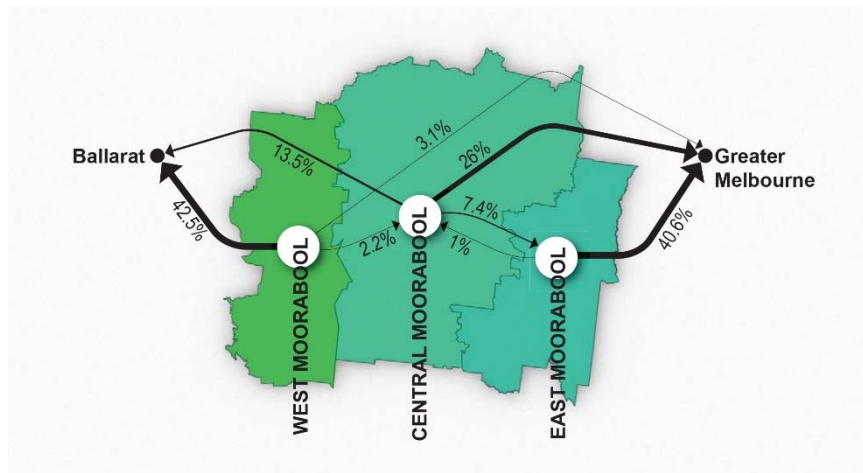 3.1%
Ballarat
13.5%
26%
Greater
Melbourne
42.5%
2.2%
7.4%
1%
40.6%
WEST MOORABOOL
CENTRAL MOORABOOL
EAST MOORABOOL